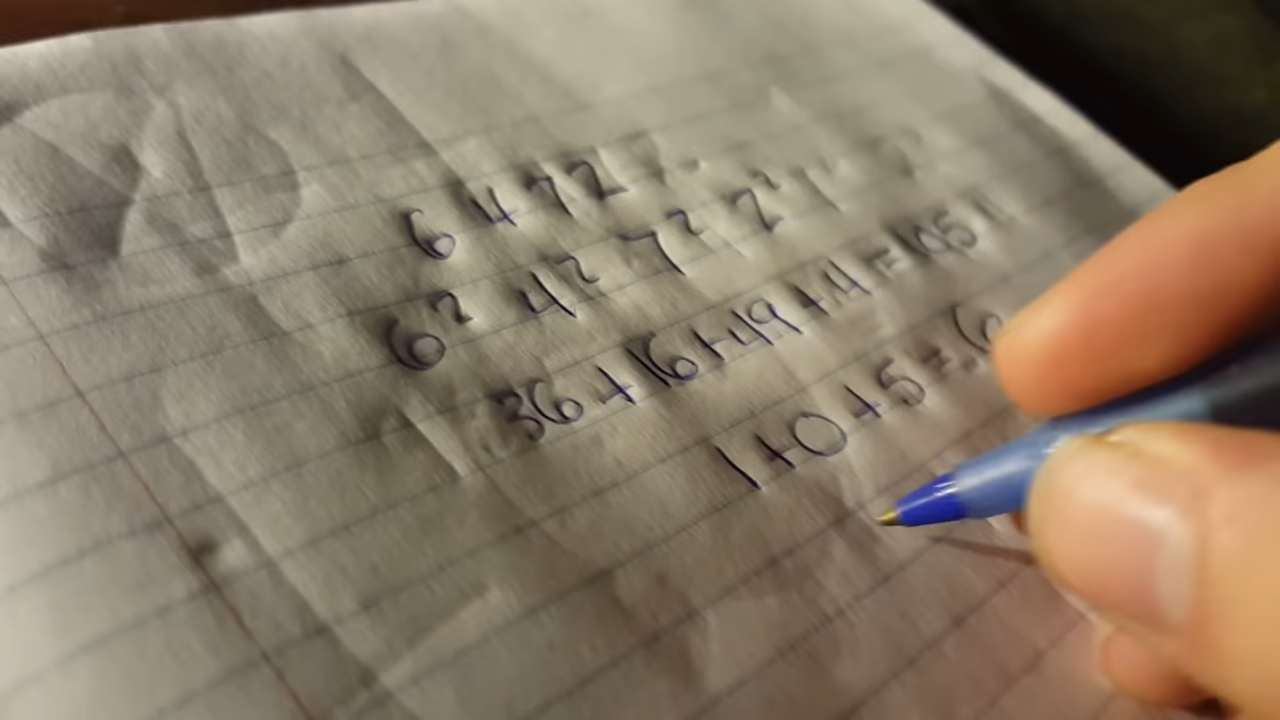 6 4 7 2
6² 4² 7² 2²
36+16+49+4=105
1+0+5=6